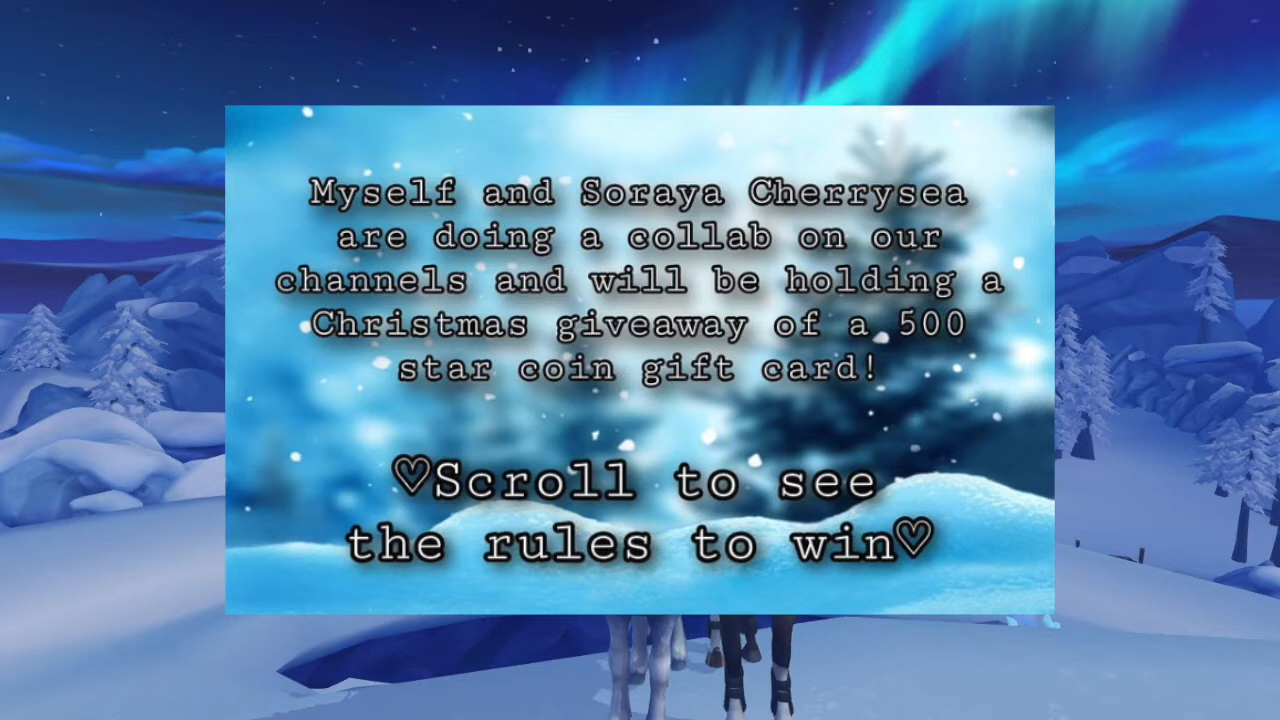 Myself and Soraya Cherrysea
are doing a collab on our
channels and will be holding a
Christmas giveaway of a 500
star coin gift card!
♡Scroll to see
the rules to win♡